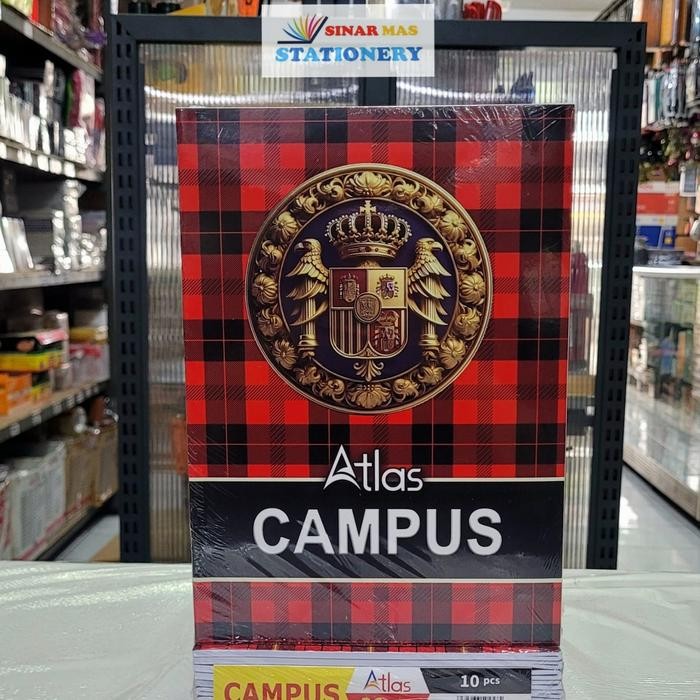 SINAR MAS
STATIONERY
Atlas
CAMPUS
CAMPUS Atlas 10 pcs